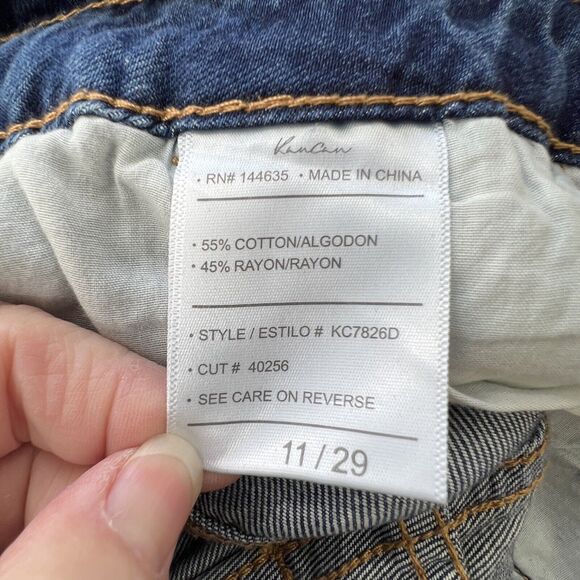 KanCan
• RN# 144635 • MADE IN CHINA
• 55% COTTON/ALGODON
• 45% RAYON/RAYON
• STYLE / ESTILO # KC7826D
• CUT # 40256
• SEE CARE ON REVERSE
11 / 29